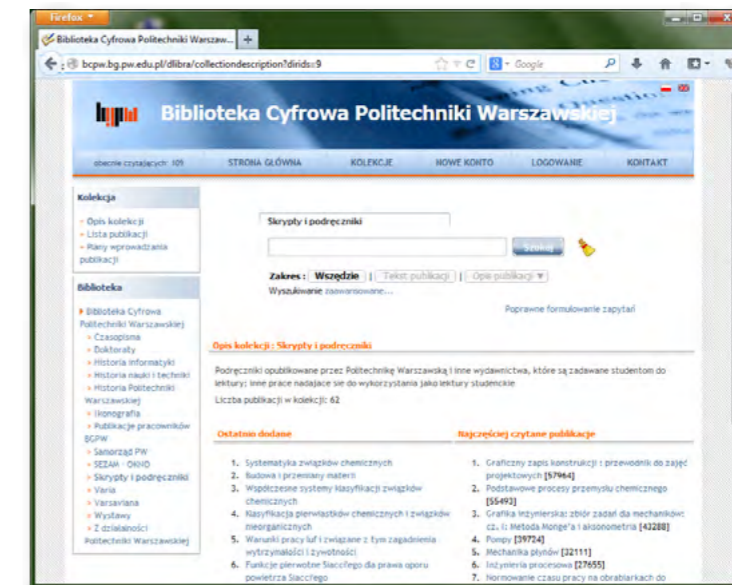 Firefox
Biblioteka Cyfrowa Politechniki Warszaw...
bcpw.bg.pw.edu.pl/dlibra/collectiondescription?dirids=9
Google
Biblioteka Cyfrowa Politechniki Warszawskiej
obecnie czytających: 105
STRONA GŁÓWNA
KOLEKCJE
NOWE KONTO
LOGOWANIE
KONTAKT
Kolekcja
Opis kolekcji
Lista publikacji
Plany wprowadzania
publikacji
Biblioteka
Biblioteka Cyfrowa
Politechniki Warszawskiej
Czasopisma
Doktoraty
Historia informatyki
Historia nauki i techniki
Historia Politechniki
Warszawskiej
Ikonografia
Publikacje pracowników
BGPW
Samorząd PW
SEZAM - OKNO
Skrypty i podręczniki
Varia
Varsaviana
Wystawy
Z działalności
Politechniki Warszawskiej
Skrypty i podręczniki
Szukaj
Zakres: Wszędzie | Tekst publikacji | Opis publikacji
Wyszukiwanie zaawansowane...
Poprawne formułowanie zapytań
Opis kolekcji : Skrypty i podręczniki
Podręczniki opublikowane przez Politechnikę Warszawską i inne wydawnictwa, które są zadawane studentom do
lektury; inne prace nadające się do wykorzystania jako lektury studenckie
Liczba publikacji w kolekcji: 62
Ostatnio dodane
1. Systematyka związków chemicznych
2. Budowa i przemiany materii
3. Współczesne systemy klasyfikacji związków
chemicznych
4. Klasyfikacja pierwiastków chemicznych i związków
nieorganicznych
5. Warunki pracy luf i związane z tym zagadnienia
wytrzymałości i żywotności
6. Funkcje pierwotne Siacci'ego dla prawa oporu
powietrza Siacci'ego
Najczęściej czytane publikacje
1. Graficzny zapis konstrukcji : przewodnik do zajęć
projektowych [57964]
2. Podstawowe procesy przemysłu chemicznego
[55493]
3. Grafika inżynierska: zbiór zadań dla mechaników:
cz. I: Metoda Monge'a i aksonometria [43288]
4. Pompy [39724]
5. Mechanika płynów [32111]
6. Inżynieria procesowa [27655]
7. Normowanie czasu pracy na obrabiarkach do